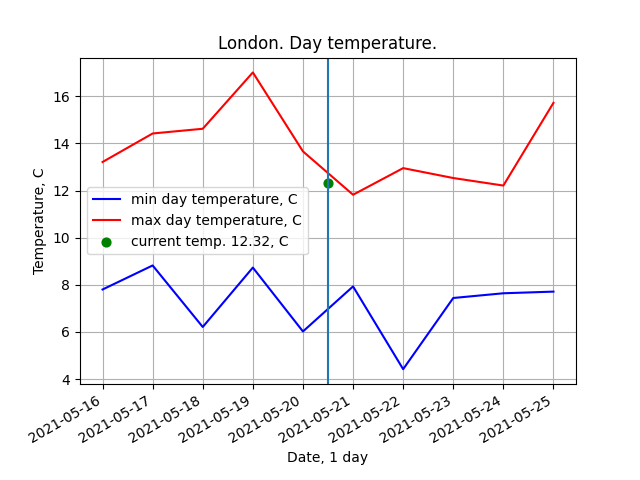 London. Day temperature.
Temperature, C
16
14
12
10
8
6
4
min day temperature, C
max day temperature, C
current temp. 12.32, C
2021-05-16
2021-05-17
2021-05-18
2021-05-19
2021-05-20
2021-05-21
2021-05-22
2021-05-23
2021-05-24
2021-05-25
Date, 1 day